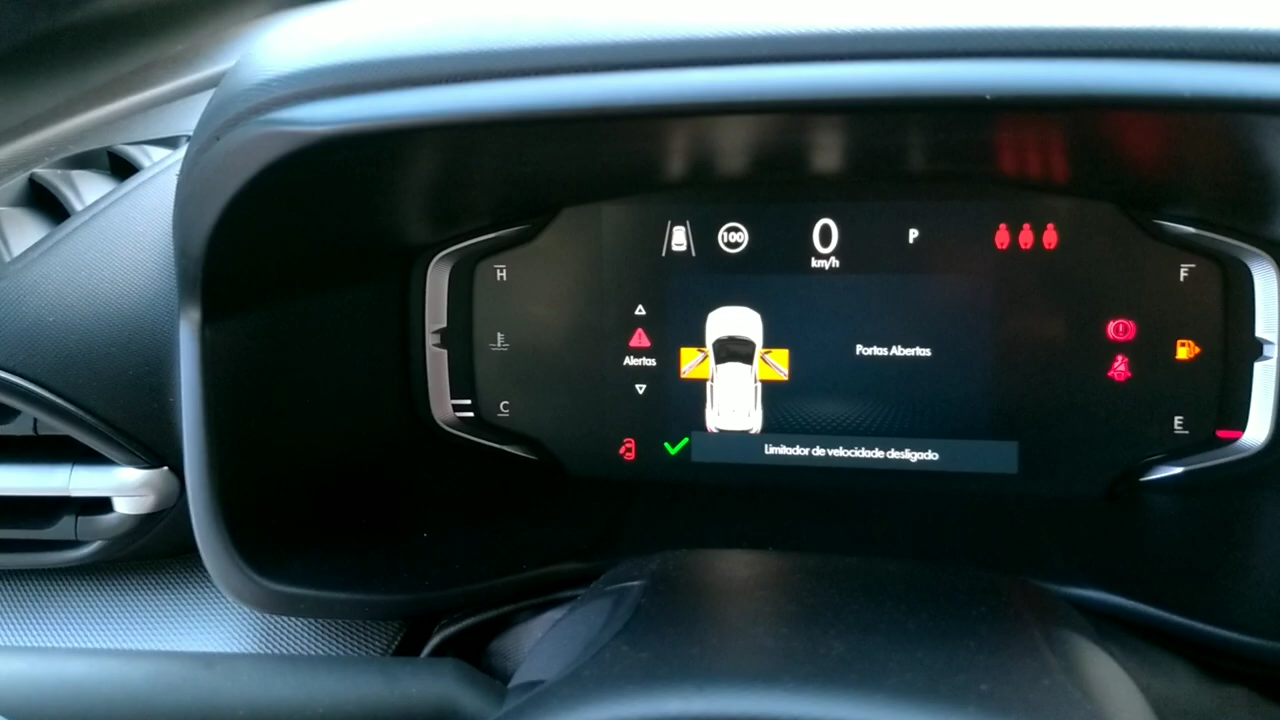 100
0
km/h
P
H
C
Alertas
Portas Abertas
Limitador de velocidade desligado
F
E